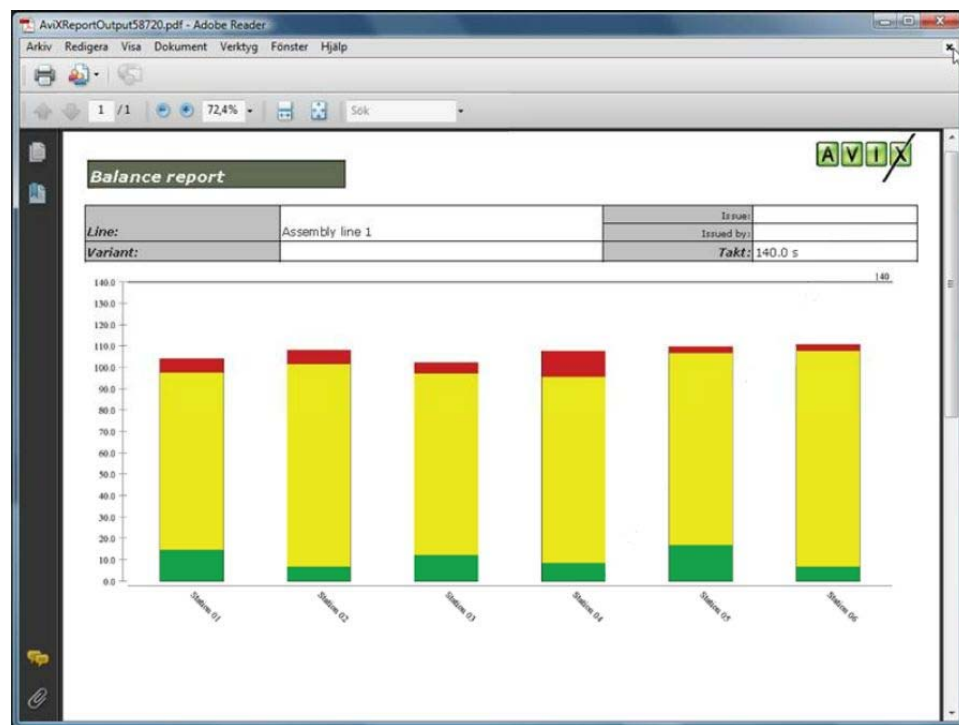 AviXReportOutput58720.pdf - Adobe Reader
Arkiv Redigera Visa Dokument Verktyg Fönster Hjälp
1 /1 72,4% Sök
AVIX
Balance report
Issue:
Line: Assembly line 1 Issued by:
Variant: Takt: 140.0 s
140
140.0
130.0
120.0
110.0
100.0
90.0
80.0
70.0
60.0
50.0
40.0
30.0
20.0
10.0
0.0
Station 01 Station 02 Station 03 Station 04 Station 05 Station 06